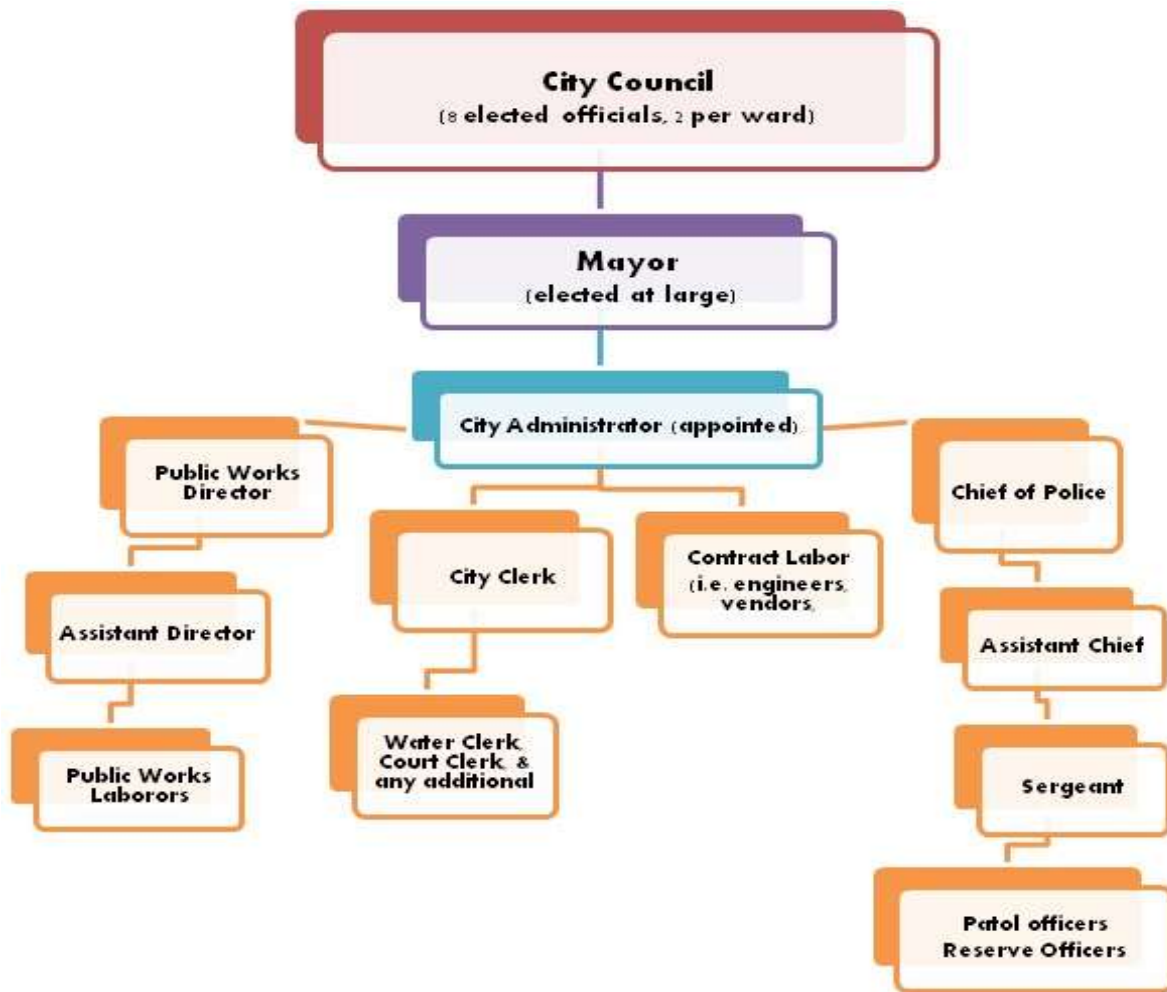 City Council
(8 elected officials, 2 per ward)
Mayor
(elected at large)
City Administrator (appopinted)
Public Works
Director
Chief of Police
City Clerk
Contract Labor
(i.e. engineers,
vendors,
Assistant Director
Assistant Chief
Water Clerk,
Court Clerk, &
any additional
Public Works
Laborors
Sergeant
Patol officers
Reserve Officers